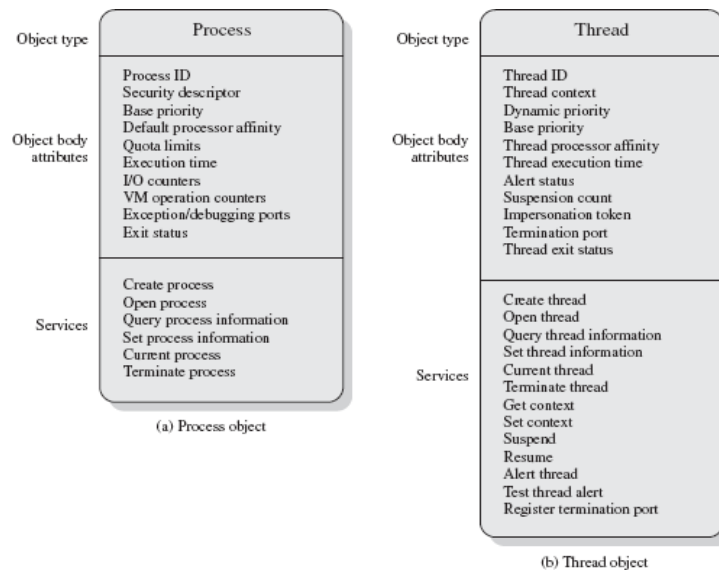 Object type
Process
Object body
attributes
Process ID
Security descriptor
Base priority
Default processor affinity
Quota limits
Execution time
I/O counters
VM operation counters
Exception/debugging ports
Exit status
Services
Create process
Open process
Query process information
Set process information
Current process
Terminate process
(a) Process object
Object type
Thread
Object body
attributes
Thread ID
Thread context
Dynamic priority
Base priority
Thread processor affinity
Thread execution time
Alert status
Suspension count
Impersonation token
Termination port
Thread exit status
Services
Create thread
Open thread
Query thread information
Set thread information
Current thread
Terminate thread
Get context
Set context
Suspend
Resume
Alert thread
Test thread alert
Register termination port
(b) Thread object